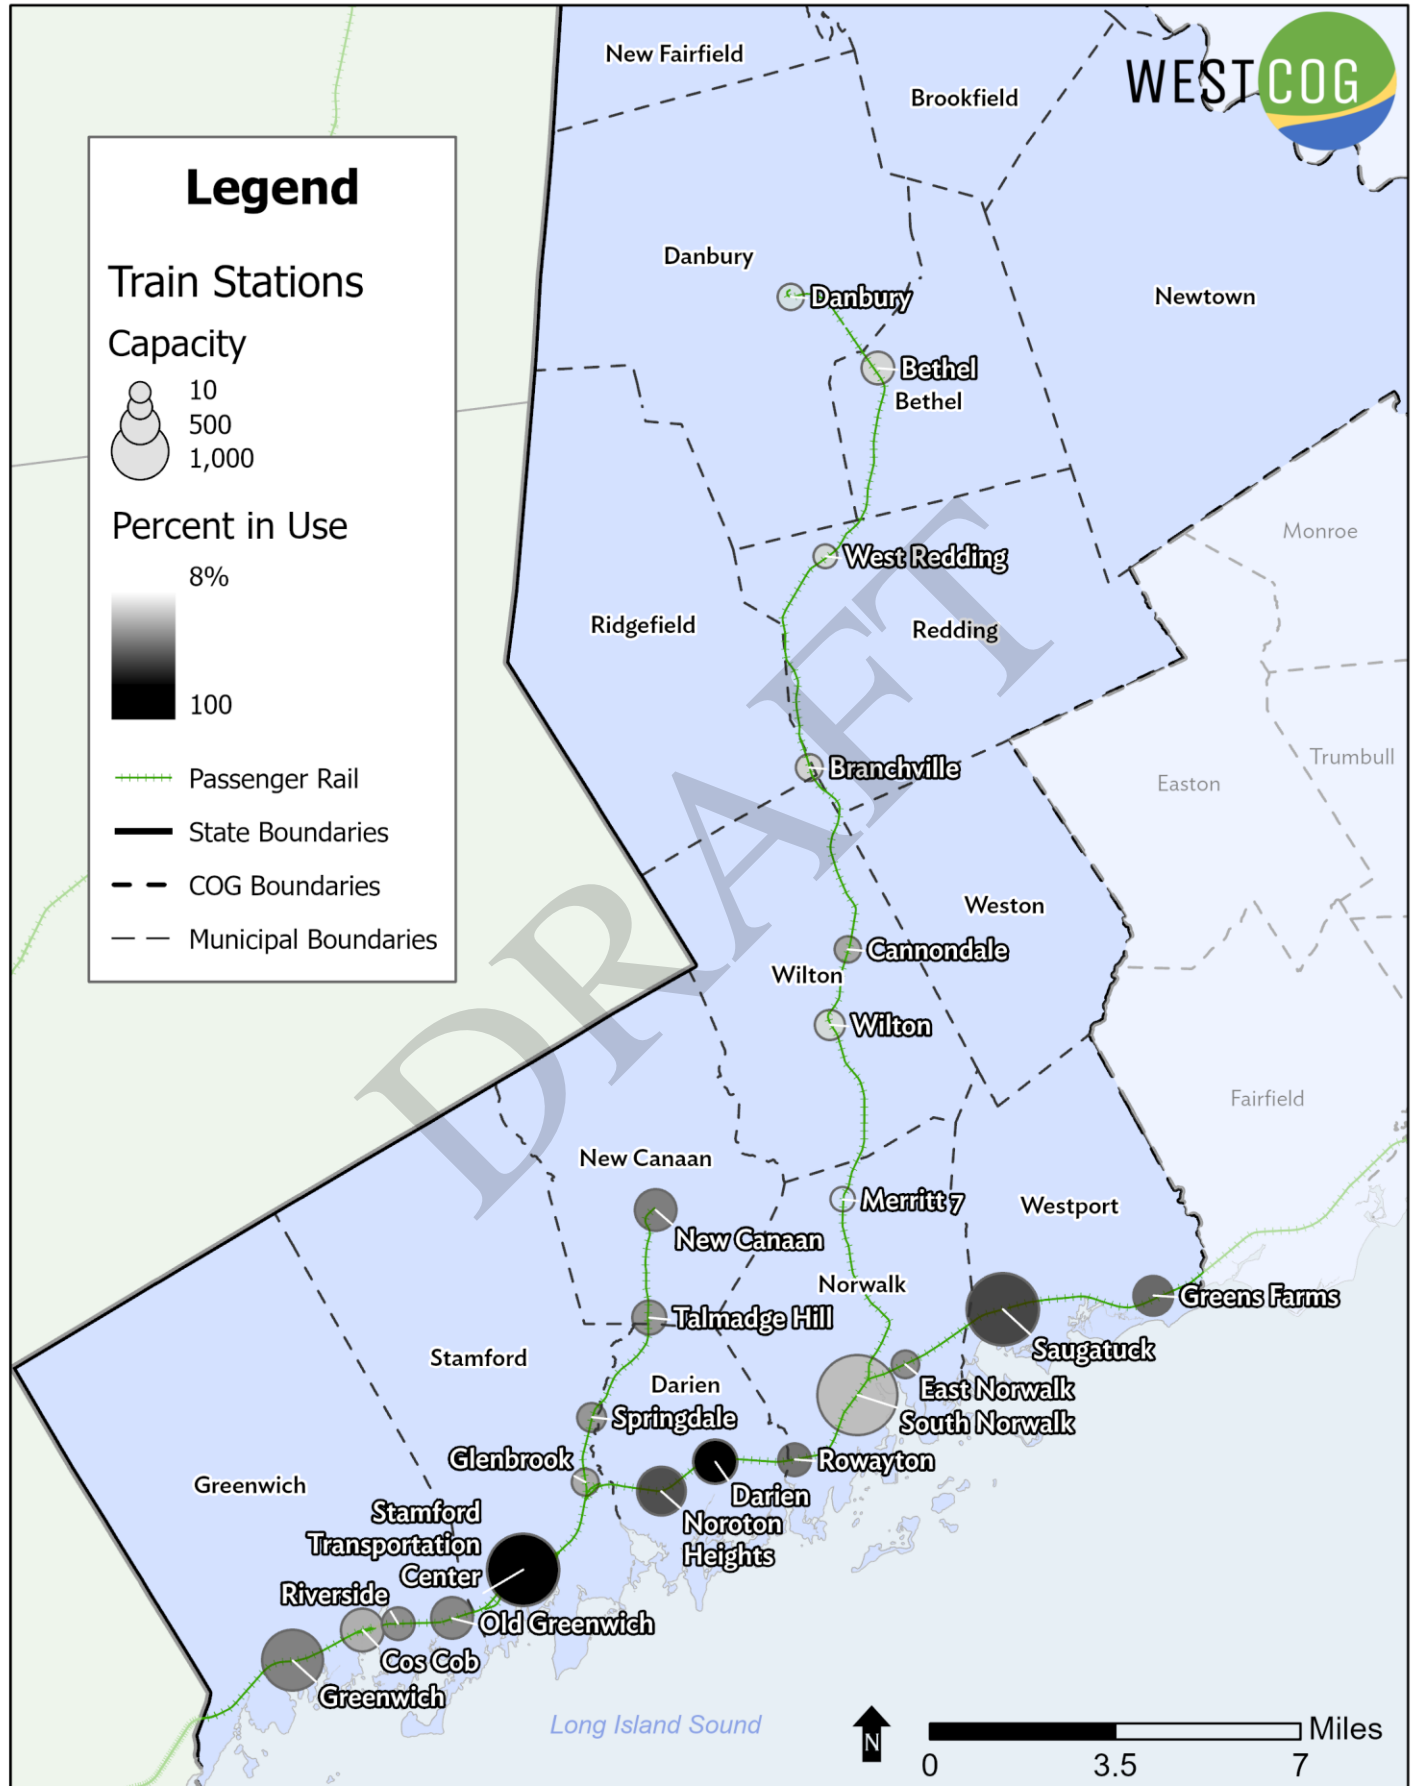 New Fairfield
Brookfield
WESTCOG
Legend
Train Stations
Capacity
10
500
1,000
Percent in Use
8%
100
Passenger Rail
State Boundaries
COG Boundaries
Municipal Boundaries
Danbury
Danbury
Newtown
Bethel
Bethel
Monroe
West Redding
Ridgefield
Redding
Trumbull
Easton
Branchville
DRAFT
Weston
Cannondale
Wilton
Wilton
Fairfield
New Canaan
Merritt 7
Westport
New Canaan
Norwalk
Greens Farms
Talmadge Hill
Saugatuck
Stamford
Darien
East Norwalk
South Norwalk
Springdale
Glenbrook
Rowayton
Greenwich
Darien
Stamford
Transportation
Center
Noroton
Heights
Riverside
Old Greenwich
Cos Cob
Greenwich
Long Island Sound
N
Miles
0
3.5
7